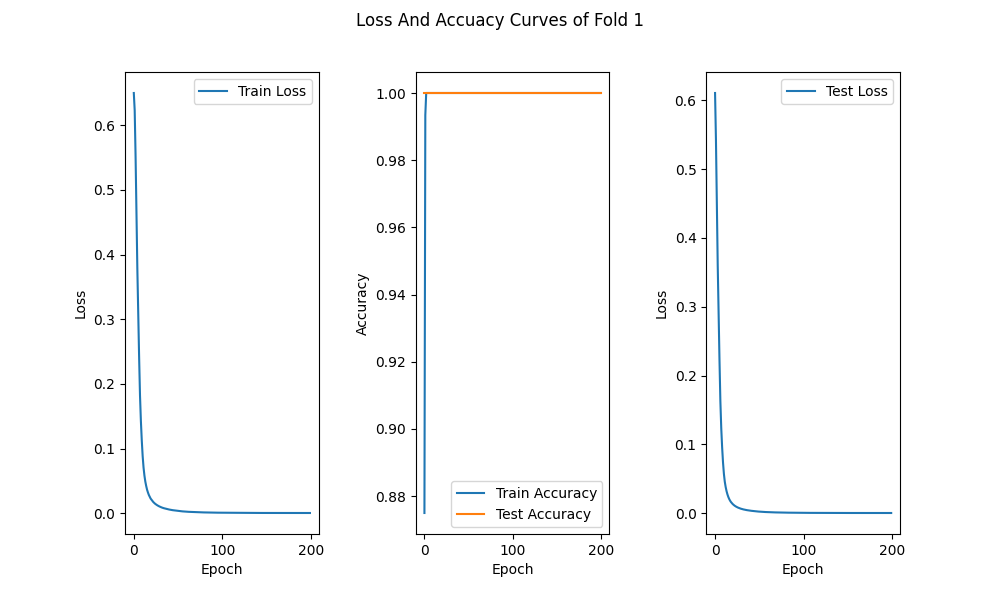 Loss And Accuacy Curves of Fold 1
Train Loss
0.6
0.5
0.4
0.3
0.2
0.1
0.0
Loss
0 100 200
Epoch
1.00
0.98
0.96
0.94
0.92
0.90
0.88
Accuracy
Train Accuracy
Test Accuracy
0 100 200
Epoch
Test Loss
0.6
0.5
0.4
0.3
0.2
0.1
0.0
Loss
0 100 200
Epoch